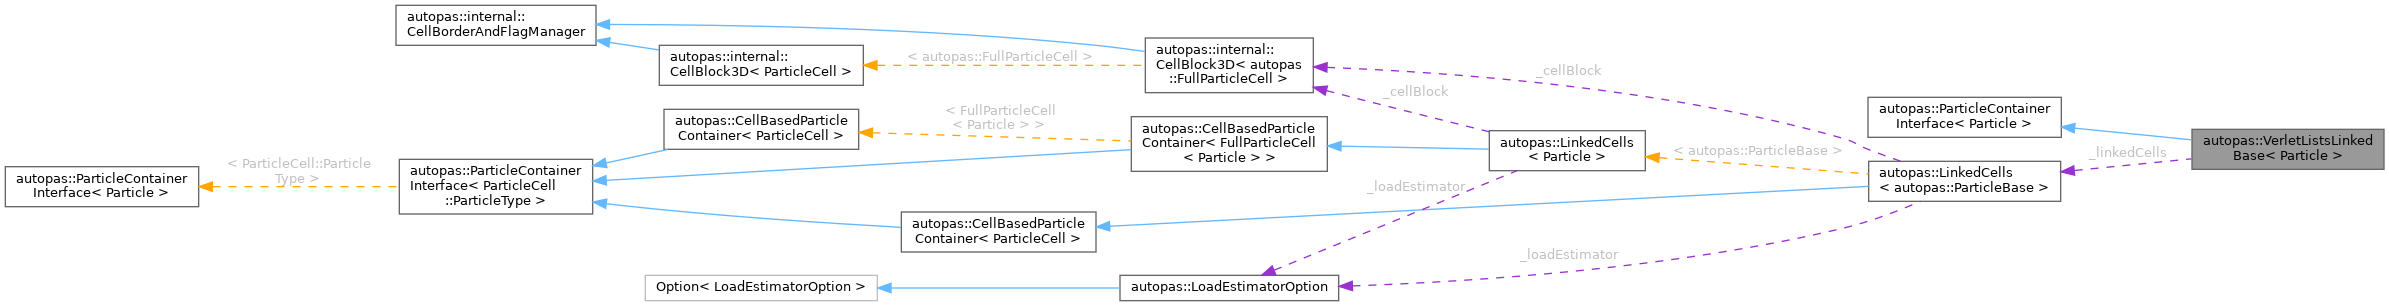 autopas::internal::
CellBorderAndFlagManager
autopas::internal::
CellBlock3D< ParticleCell >
< autopas::FullParticleCell >
autopas::internal::
CellBlock3D< autopas
::FullParticleCell >
_cellBlock
_cellBlock
autopas::ParticleContainer
Interface< Particle >
autopas::VerletListsLinked
Base< Particle >
_linkedCells
autopas::CellBasedParticle
Container< ParticleCell >
< FullParticleCell
< Particle > >
autopas::CellBasedParticle
Container< FullParticleCell
< Particle > >
autopas::LinkedCells
< Particle >
< autopas::ParticleBase >
autopas::LinkedCells
< autopas::ParticleBase >
autopas::ParticleContainer
Interface< Particle >
< ParticleCell::Particle
Type >
autopas::ParticleContainer
Interface< ParticleCell
::ParticleType >
_loadEstimator
autopas::CellBasedParticle
Container< ParticleCell >
_loadEstimator
Option< LoadEstimatorOption >
autopas::LoadEstimatorOption